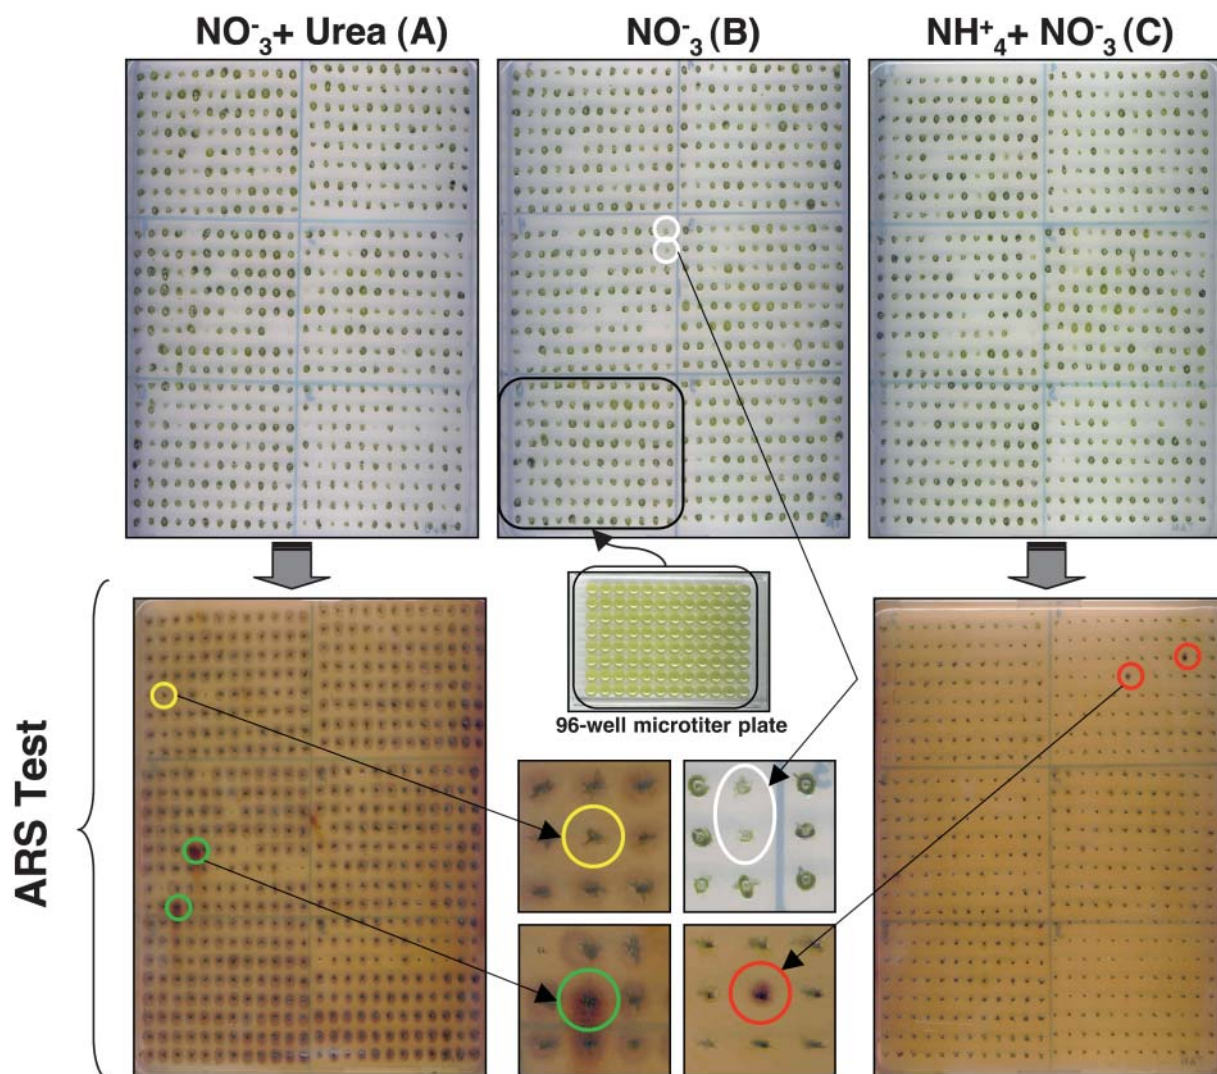 NO⁻₃+ Urea (A)
NO⁻₃ (B)
NH⁺₄+ NO⁻₃ (C)
96-well microtiter plate
ARS Test